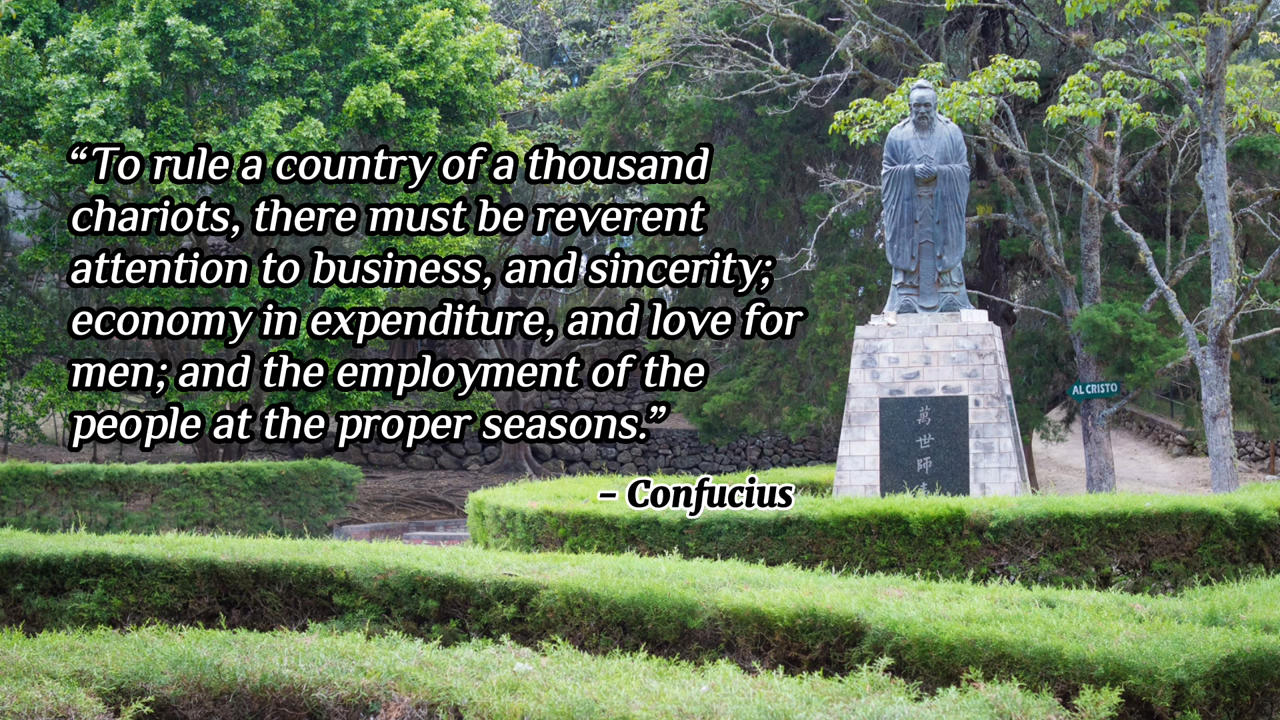 “To rule a country of a thousand
chariots, there must be reverent
attention to business, and sincerity;
economy in expenditure, and love for
men; and the employment of the
people at the proper seasons.”
– Confucius
AL CRISTO
萬
世
師